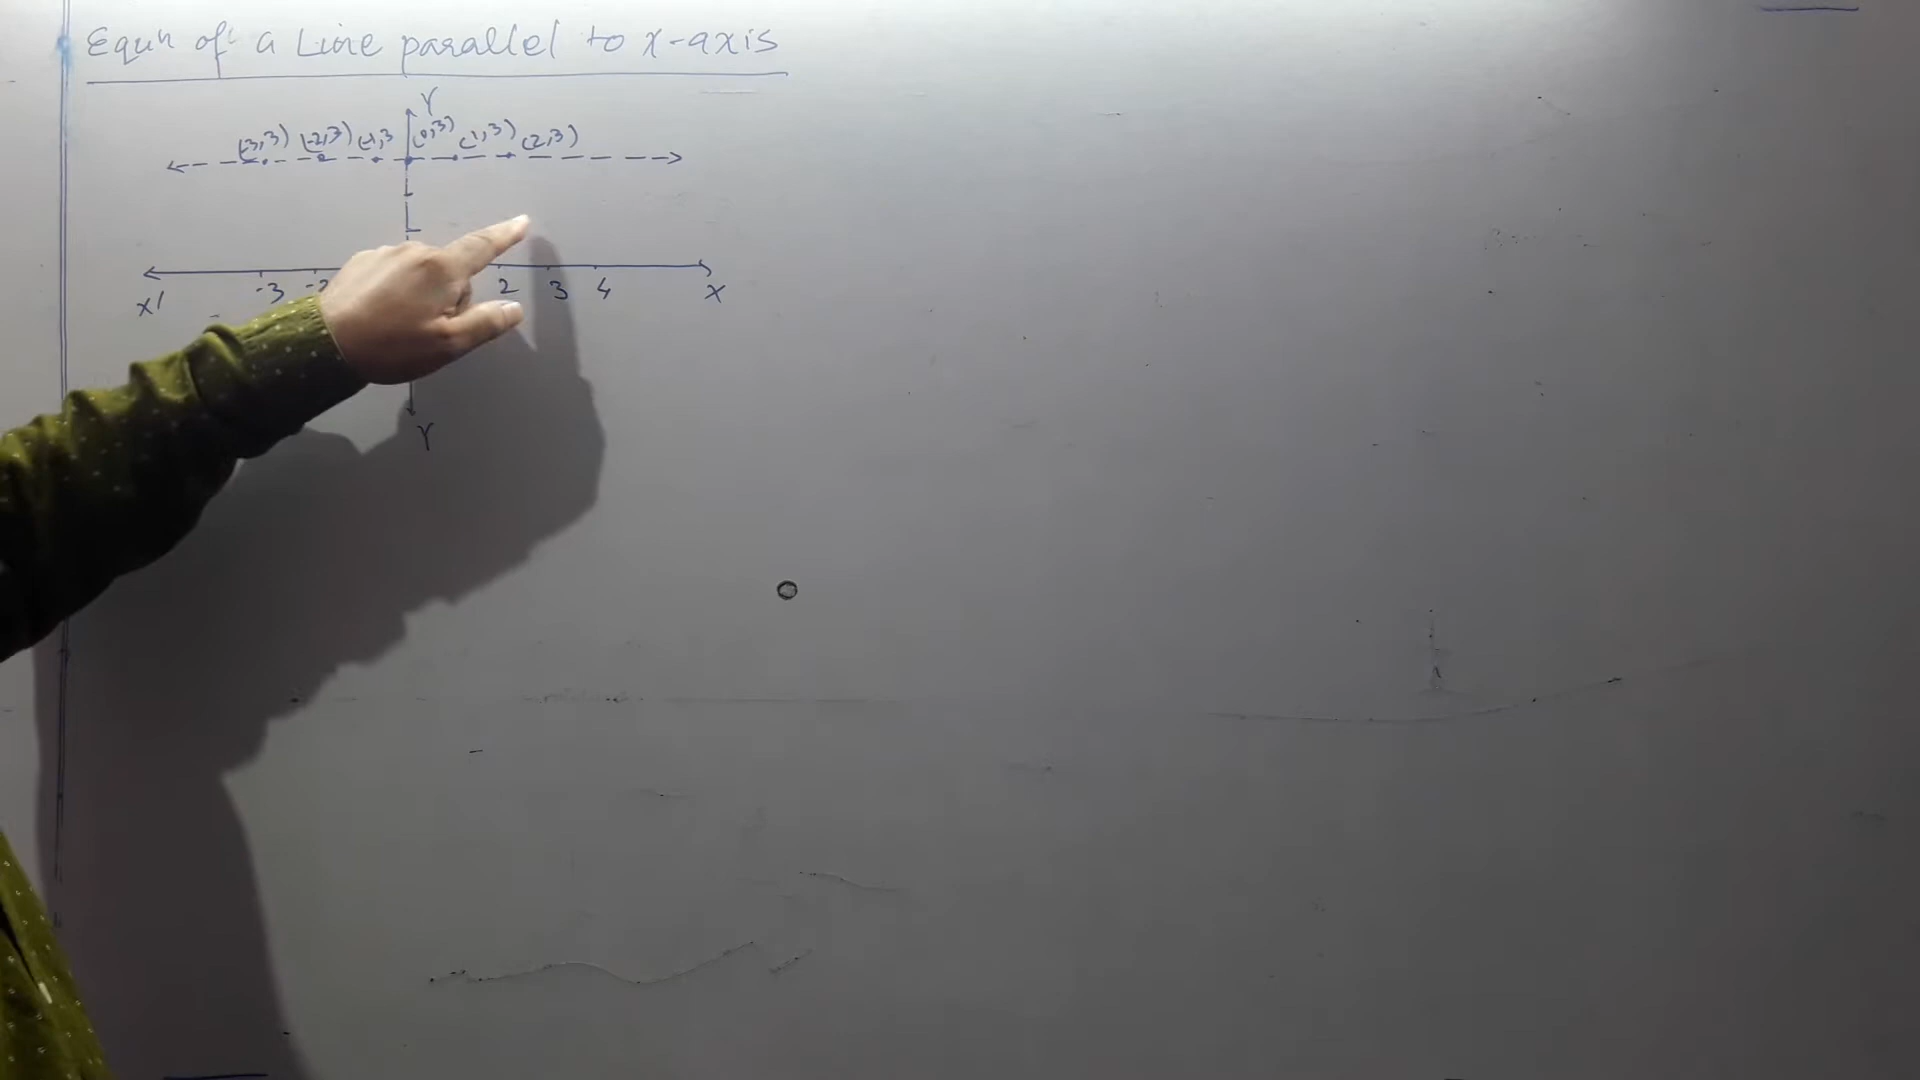 Equn of a Line parallel to x-axis
Y
(-3,3) (-2,3) (-1,3 (0,3) (1,3) (2,3)
-3 -2 2 3 4
X' X
Y